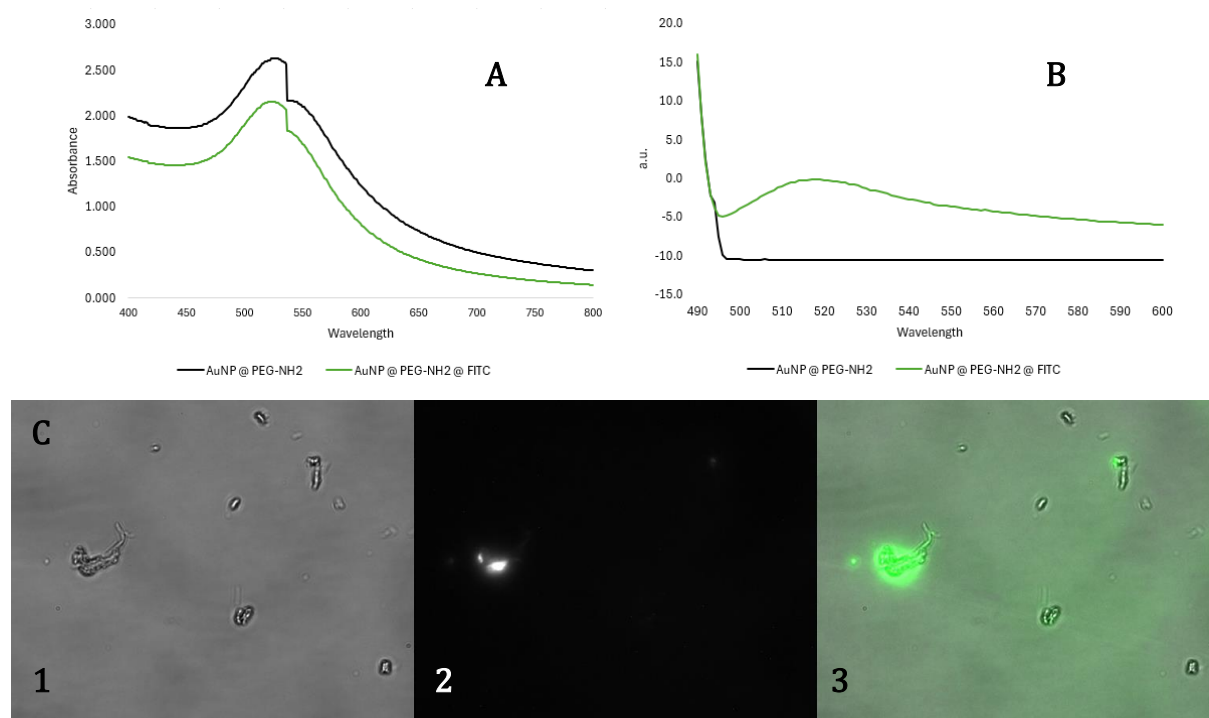 3.000
2.500
2.000
1.500
1.000
0.500
0.000
Absorbance
A
400 450 500 550 600 650 700 750 800
Wavelength
AuNP @ PEG-NH2 AuNP @ PEG-NH2 @ FITC
20.0
15.0
10.0
5.0
0.0
-5.0
-10.0
-15.0
a.u.
B
490 500 510 520 530 540 550 560 570 580 590 600
Wavelength
AuNP @ PEG-NH2 AuNP @ PEG-NH2 @ FITC
C
1 2 3